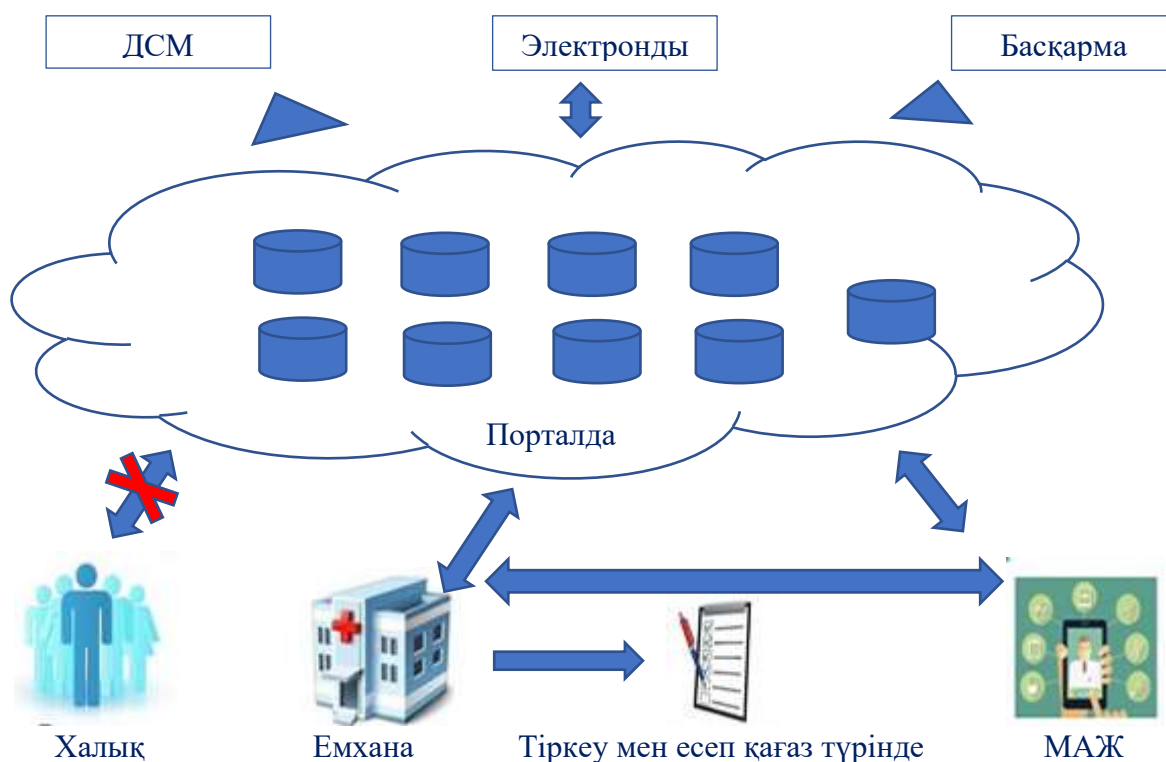 ДСМ
Электронды
Басқарма
Порталда
Халық
Емхана
Тіркеу мен есеп қағаз түрінде
МАЖ